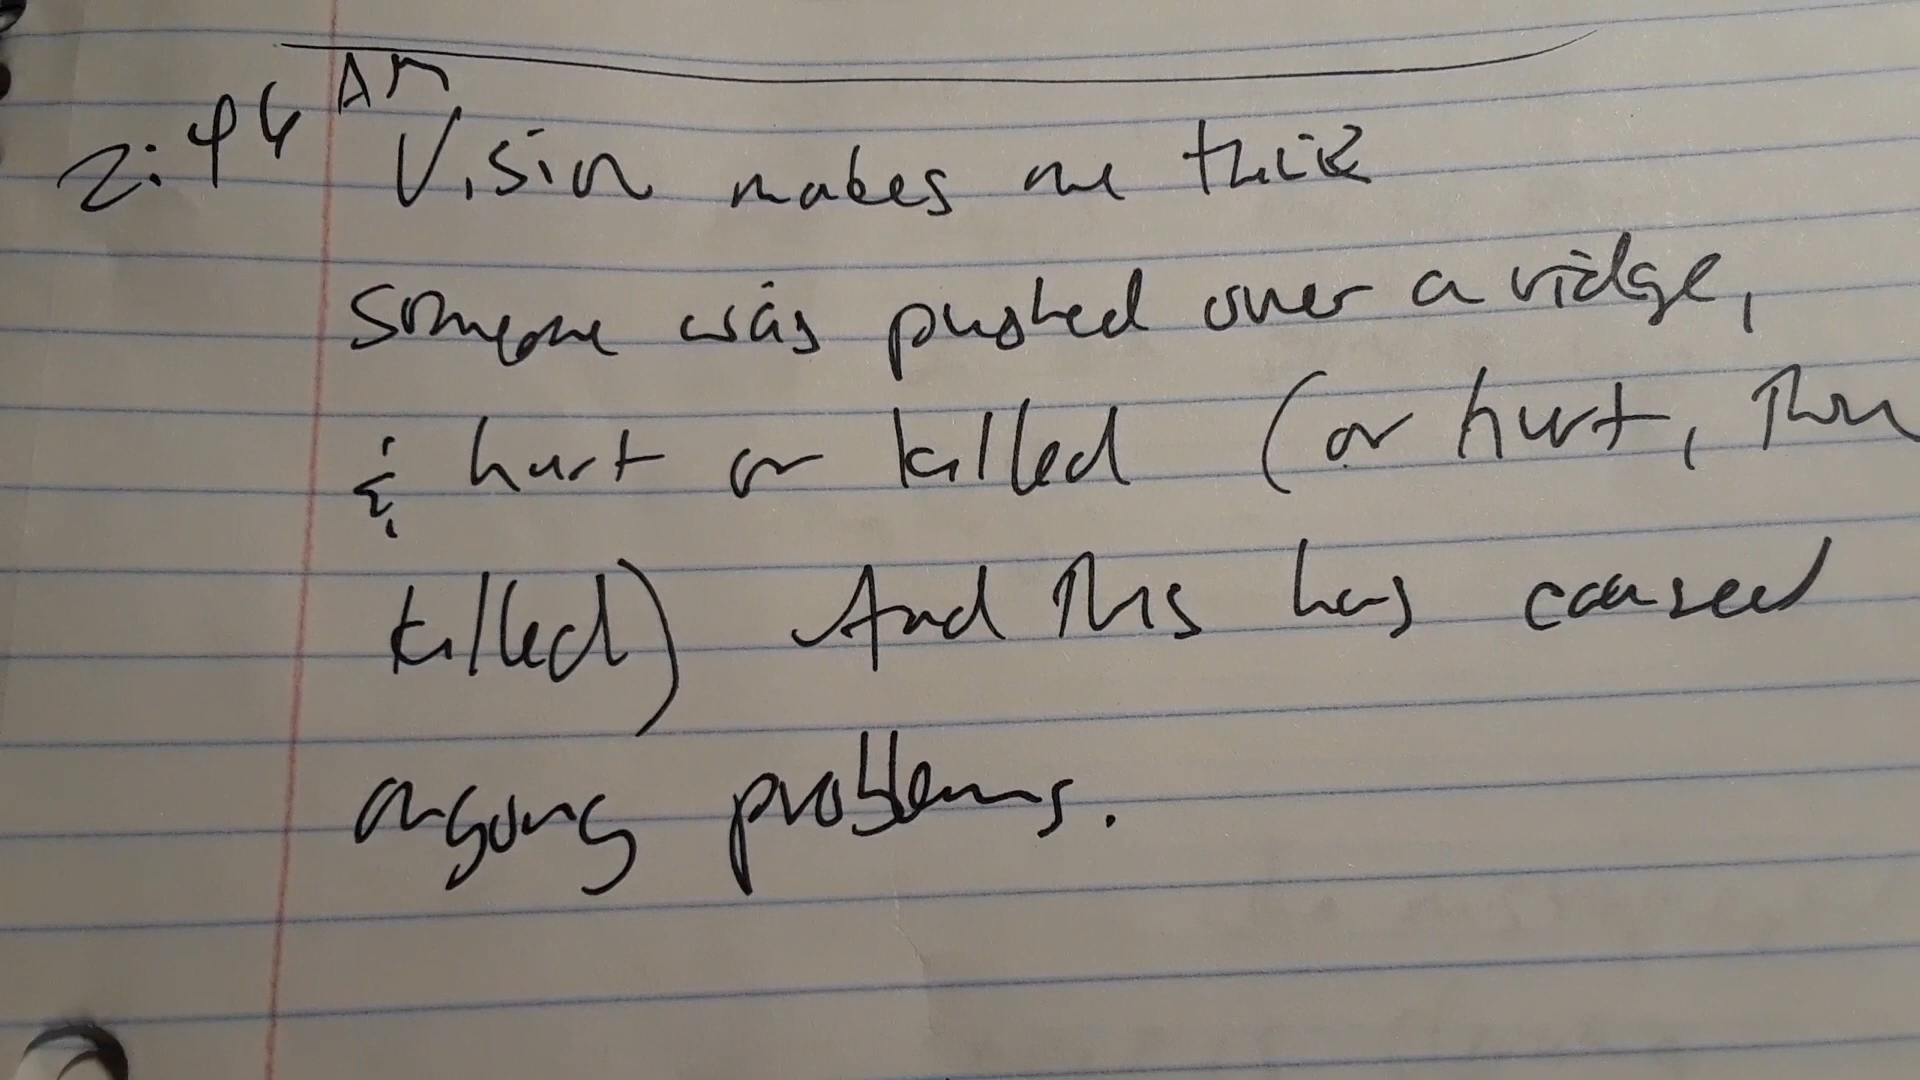 2:44 AM Vision makes me think
someone was pushed over a ridge,
& hurt or killed (or hurt, then
killed) And this has caused
ongoing problems.